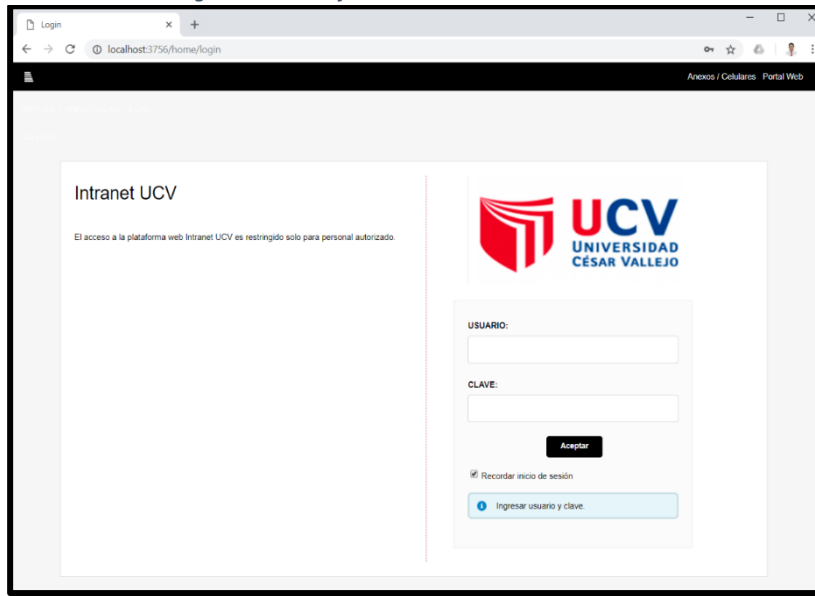 Login
localhost:3756/home/login
Anexos / Celulares Portal Web
Intranet UCV
El acceso a la plataforma web Intranet UCV es restringido solo para personal autorizado.
UCV
UNIVERSIDAD
CÉSAR VALLEJO
USUARIO:
CLAVE:
Aceptar
Recordar inicio de sesión
Ingresar usuario y clave.